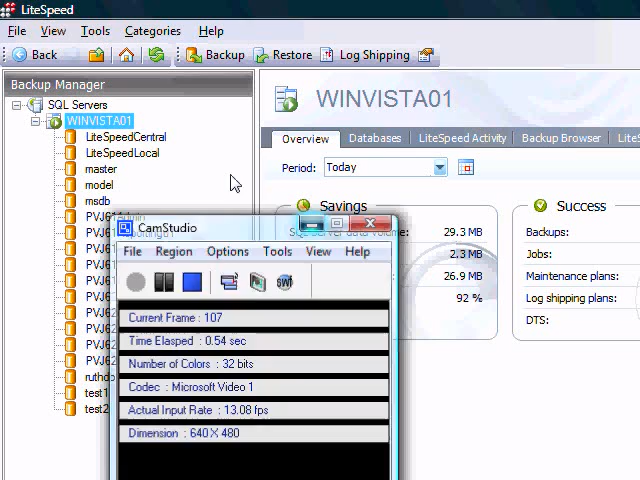 LiteSpeed
File View Tools Categories Help
Back Backup Restore Log Shipping
Backup Manager
SQL Servers
WINVISTA01
LiteSpeedCentral
LiteSpeedLocal
master
model
msdb
ruthdb
test1
test2
WINVISTA01
Overview Databases LiteSpeed Activity Backup Browser
Period: Today
Savings
volume: 29.3 MB
2.3 MB
26.9 MB
92 %
Success
Backups:
Jobs:
Maintenance plans:
Log shipping plans:
DTS:
CamStudio
File Region Options Tools View Help
Current Frame : 107
Time Elasped : 0.54 sec
Number of Colors : 32 bits
Codec : Microsoft Video 1
Actual Input Rate : 13.08 fps
Dimension : 640 X 480